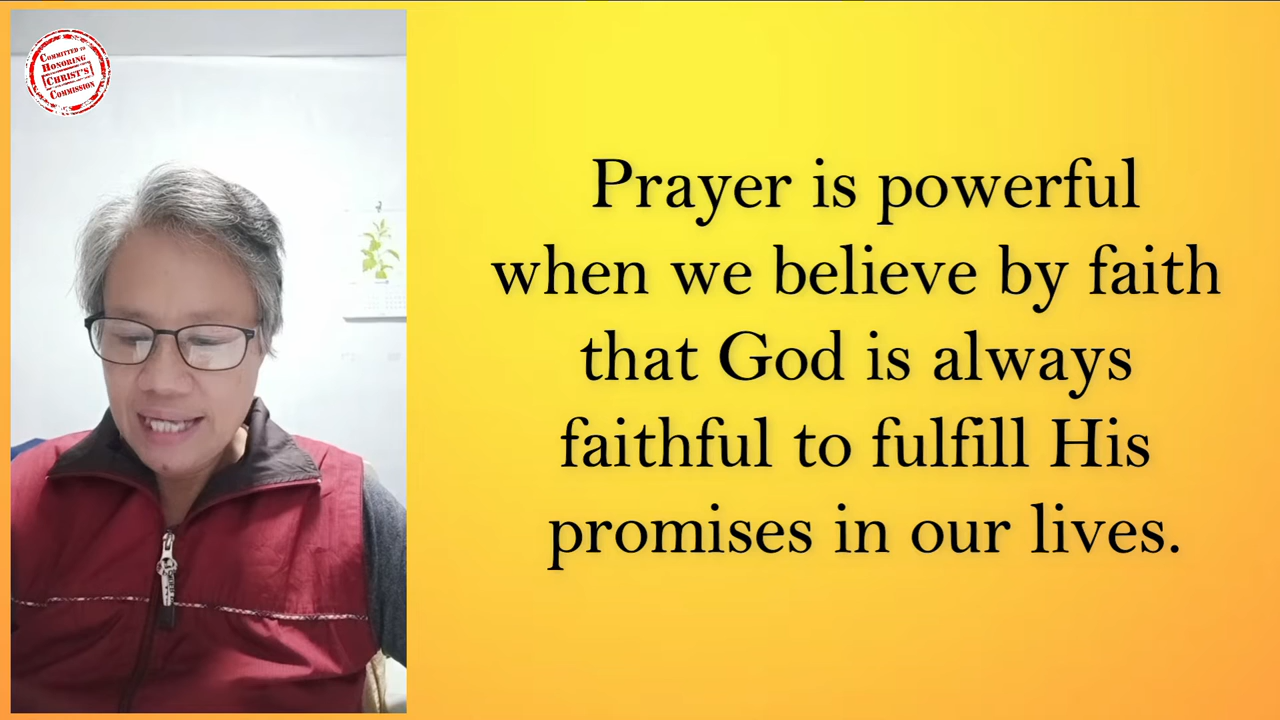 COMMITTED TO
HONORING
CHRIST'S
COMMISSION
Prayer is powerful
when we believe by faith
that God is always
faithful to fulfill His
promises in our lives.